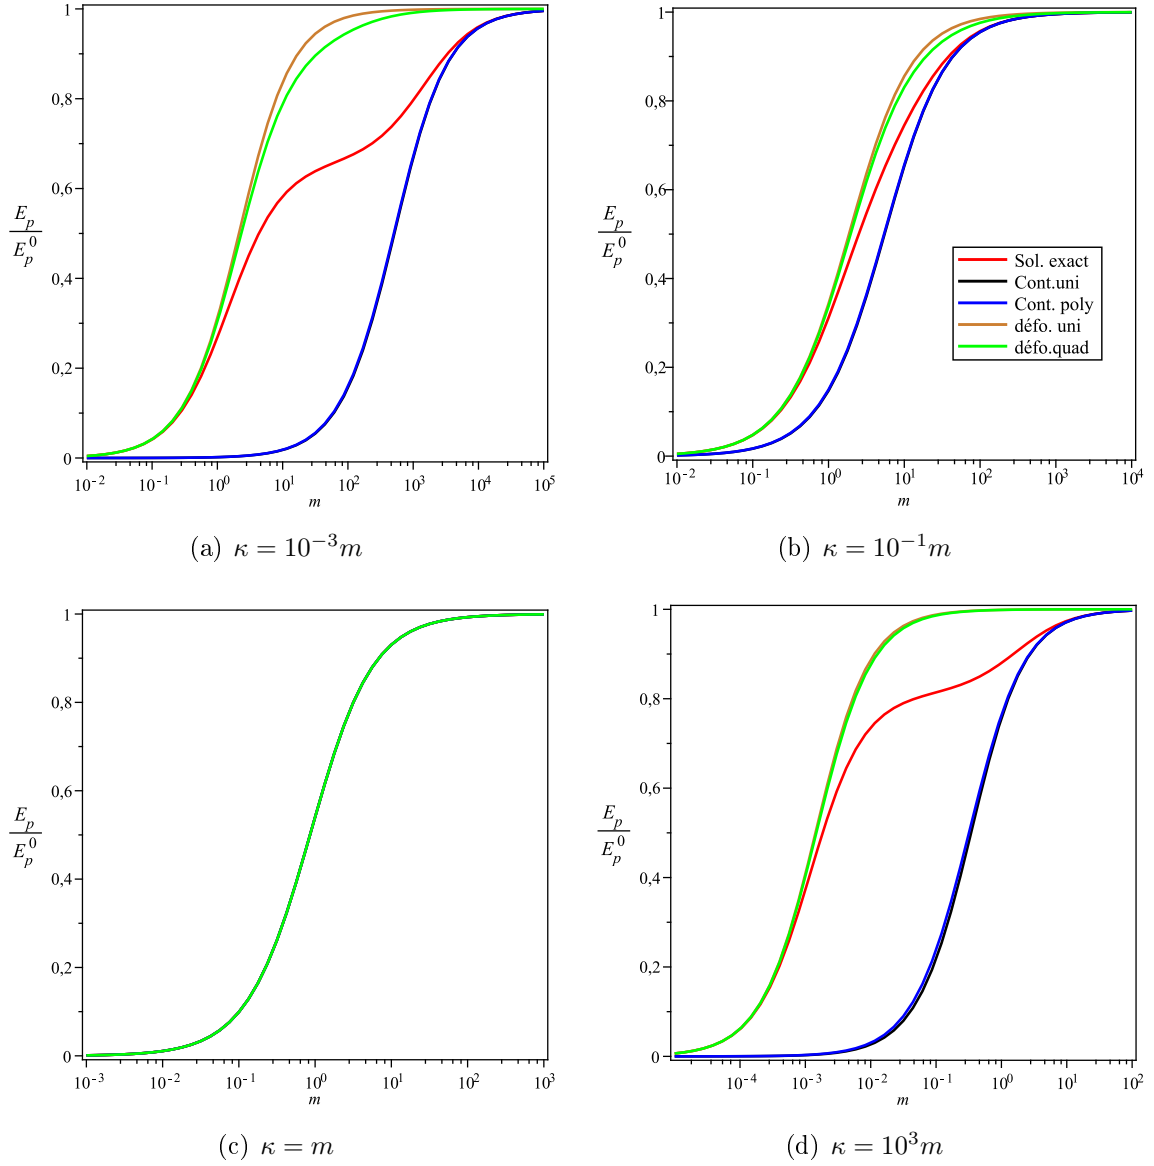 1
0,8
0,6
0,4
0,2
0
E_p
E_p^0
10^-2 10^-1 10^0 10^1 10^2 10^3 10^4 10^5
m
(a) κ = 10^-3 m
1
0,8
0,6
0,4
0,2
0
E_p
E_p^0
Sol. exact
Cont.uni
Cont. poly
défo. uni
défo.quad
10^-2 10^-1 10^0 10^1 10^2 10^3 10^4
m
(b) κ = 10^-1 m
1
0,8
0,6
0,4
0,2
0
E_p
E_p^0
10^-3 10^-2 10^-1 10^0 10^1 10^2 10^3
m
(c) κ = m
1
0,8
0,6
0,4
0,2
0
E_p
E_p^0
10^-4 10^-3 10^-2 10^-1 10^0 10^1 10^2
m
(d) κ = 10^3 m